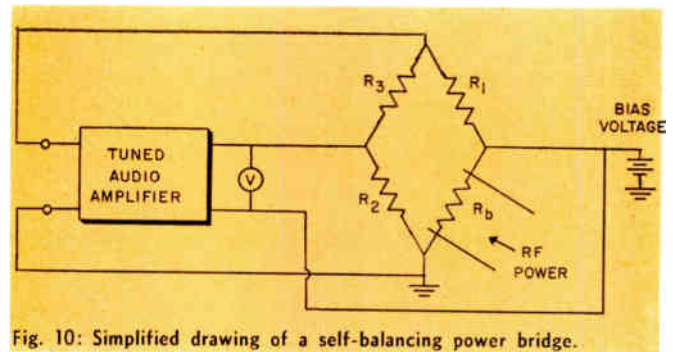 R3
R1
BIAS
VOLTAGE
TUNED
AUDIO
AMPLIFIER
V
R2
Rb
RF
POWER
Fig. 10: Simplified drawing of a self-balancing power bridge.